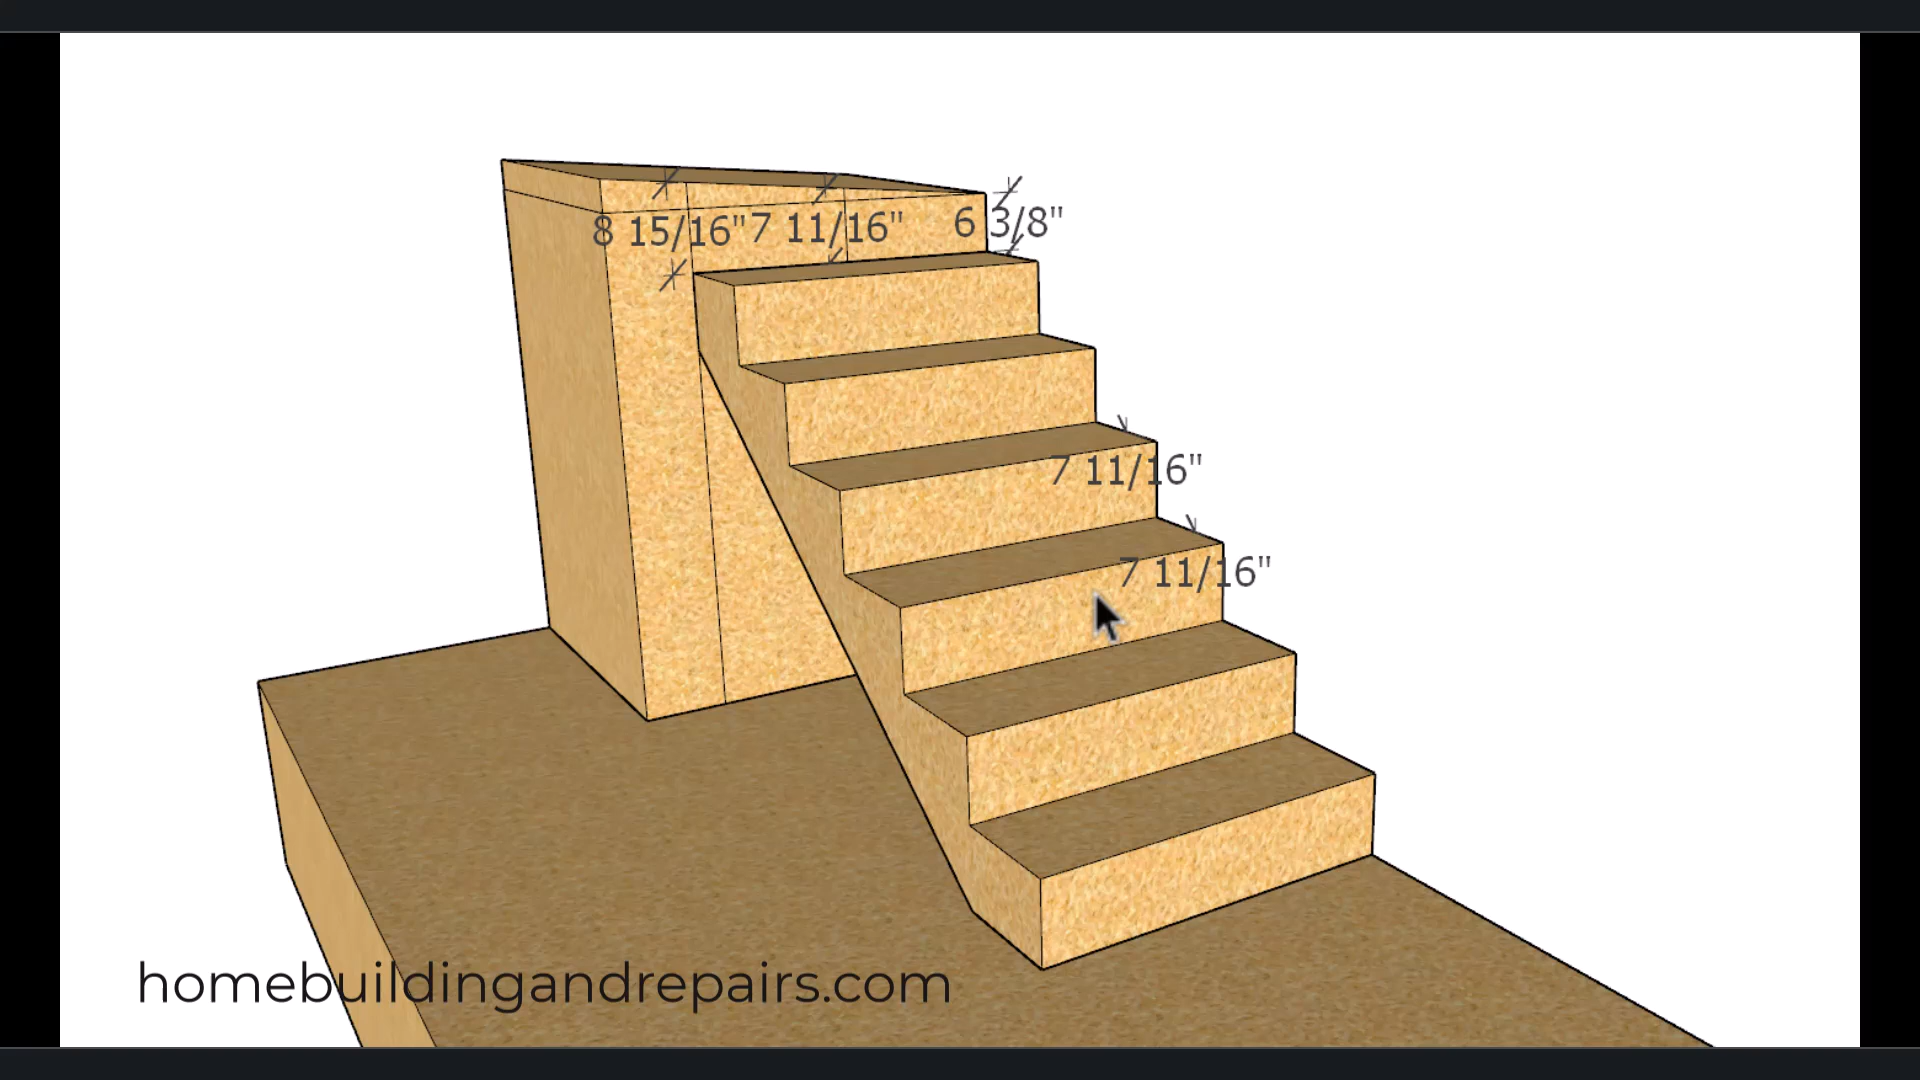 8 15/16" 7 11/16" 6 3/8"
7 11/16"
7 11/16"
homebuildingandrepairs.com